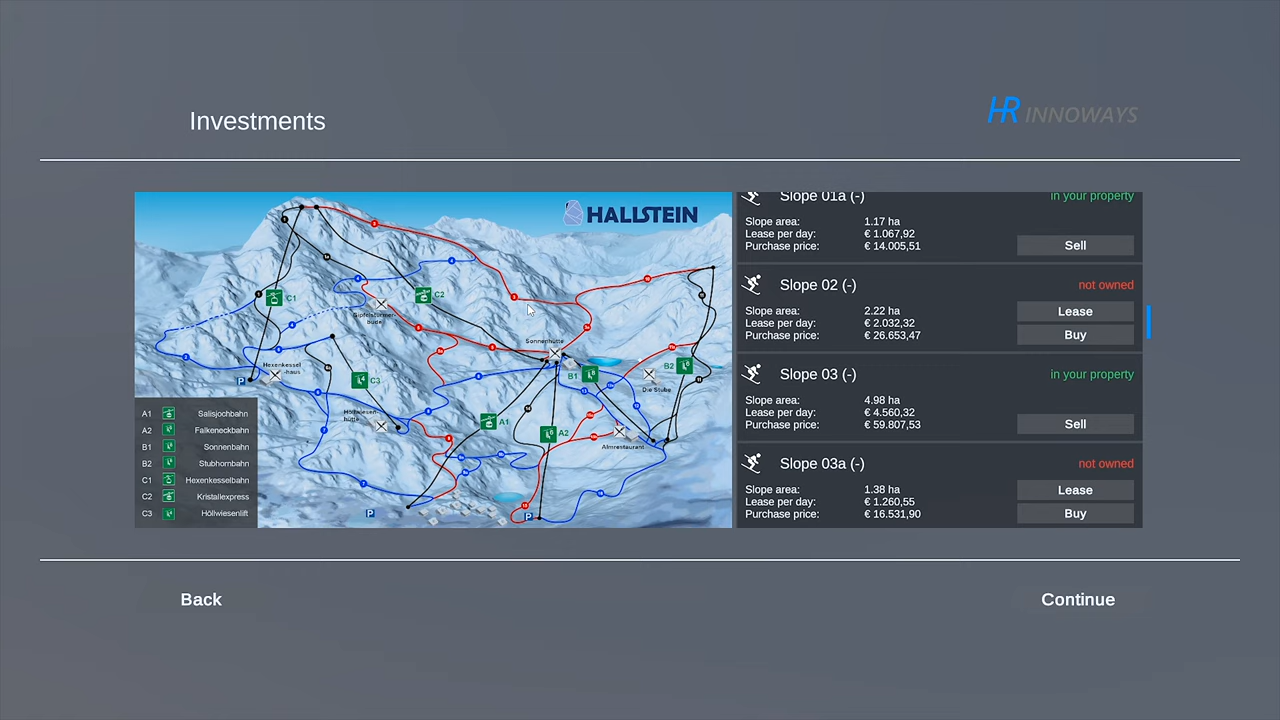 Investments
HR INNOWAYS
HALLSTEIN
C1
C2
Gipfelstürmer-
bude
Sonnenhütte
Hexenkessel
-haus
C3
B1
B2
Die Stube
Höllwiesen-
hütte
A1
A2
Almrestaurant
P
P
P
A1 Salisjochbahn
A2 Falkeneckbahn
B1 Sonnenbahn
B2 Stubhornbahn
C1 Hexenkesselbahn
C2 Kristallexpress
C3 Höllwiesenlift
Slope 01a (-) in your property
Slope area: 1.17 ha
Lease per day: € 1.067,92
Purchase price: € 14.005,51
Sell
Slope 02 (-) not owned
Slope area: 2.22 ha
Lease per day: € 2.032,32
Purchase price: € 26.653,47
Lease
Buy
Slope 03 (-) in your property
Slope area: 4.98 ha
Lease per day: € 4.560,32
Purchase price: € 59.807,53
Sell
Slope 03a (-) not owned
Slope area: 1.38 ha
Lease per day: € 1.260,55
Purchase price: € 16.531,90
Lease
Buy
Back
Continue